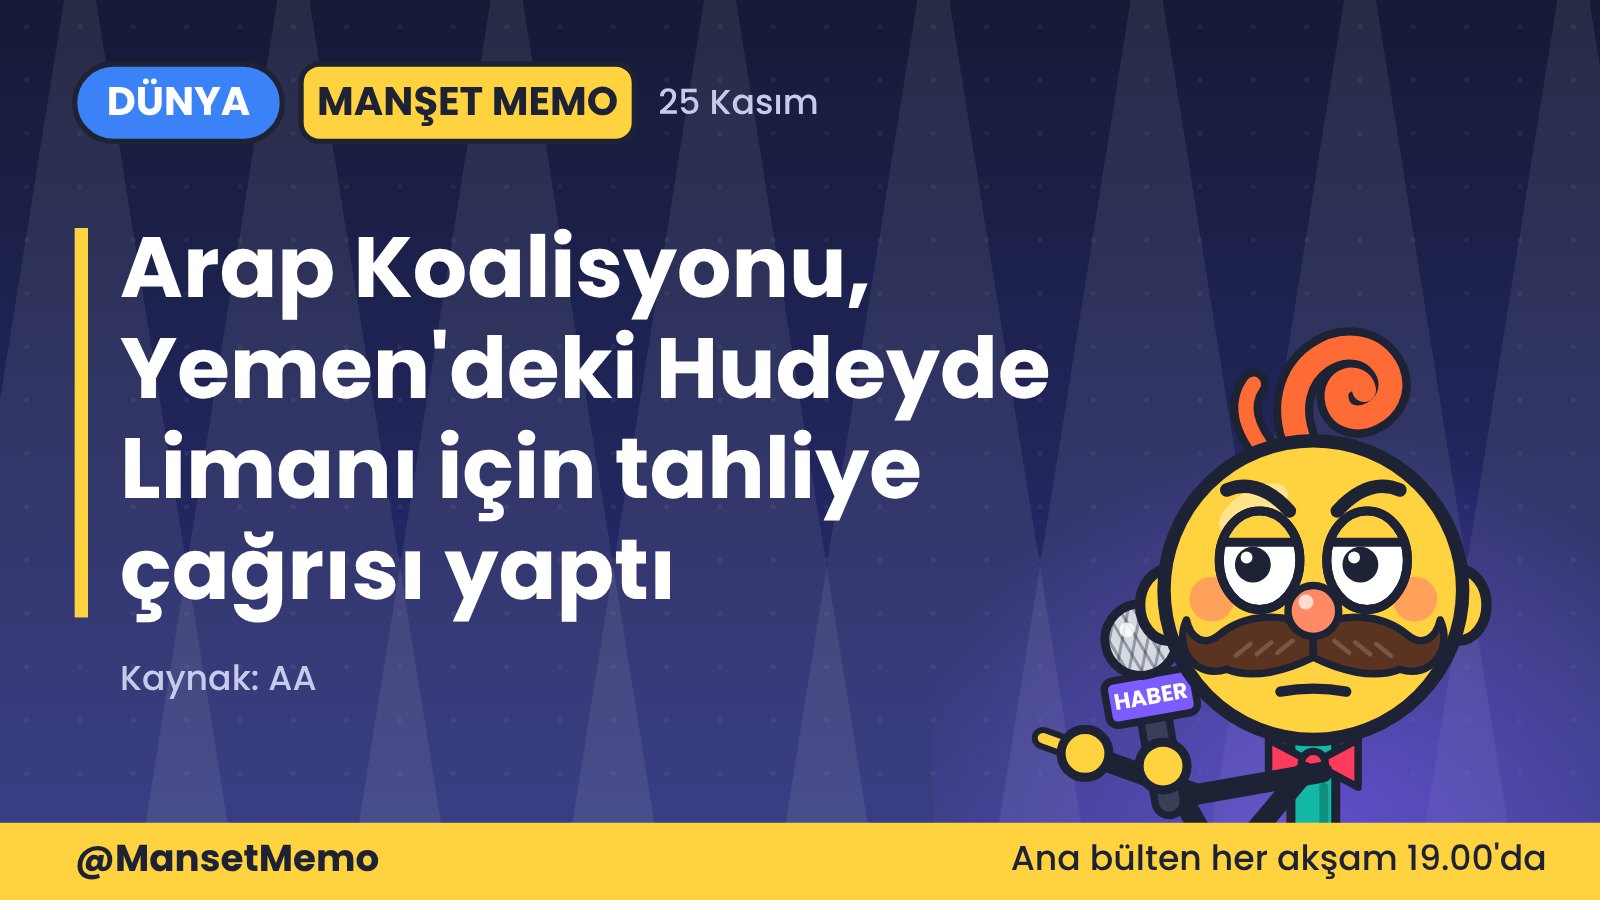 DÜNYA MANŞET MEMO 25 Kasım
Arap Koalisyonu,
Yemen'deki Hudeyde
Limanı için tahliye
çağrısı yaptı
Kaynak: AA
HABER
@MansetMemo Ana bülten her akşam 19.00'da